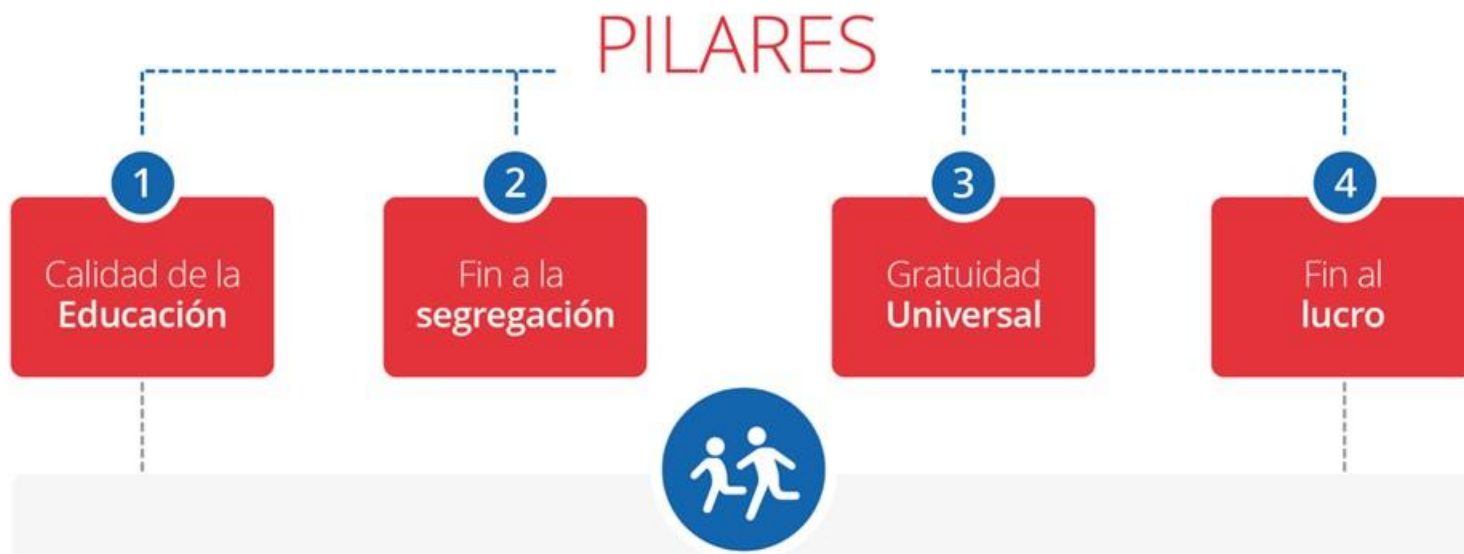 PILARES
1
Calidad de la
Educación
2
Fin a la
segregación
3
Gratuidad
Universal
4
Fin al
lucro